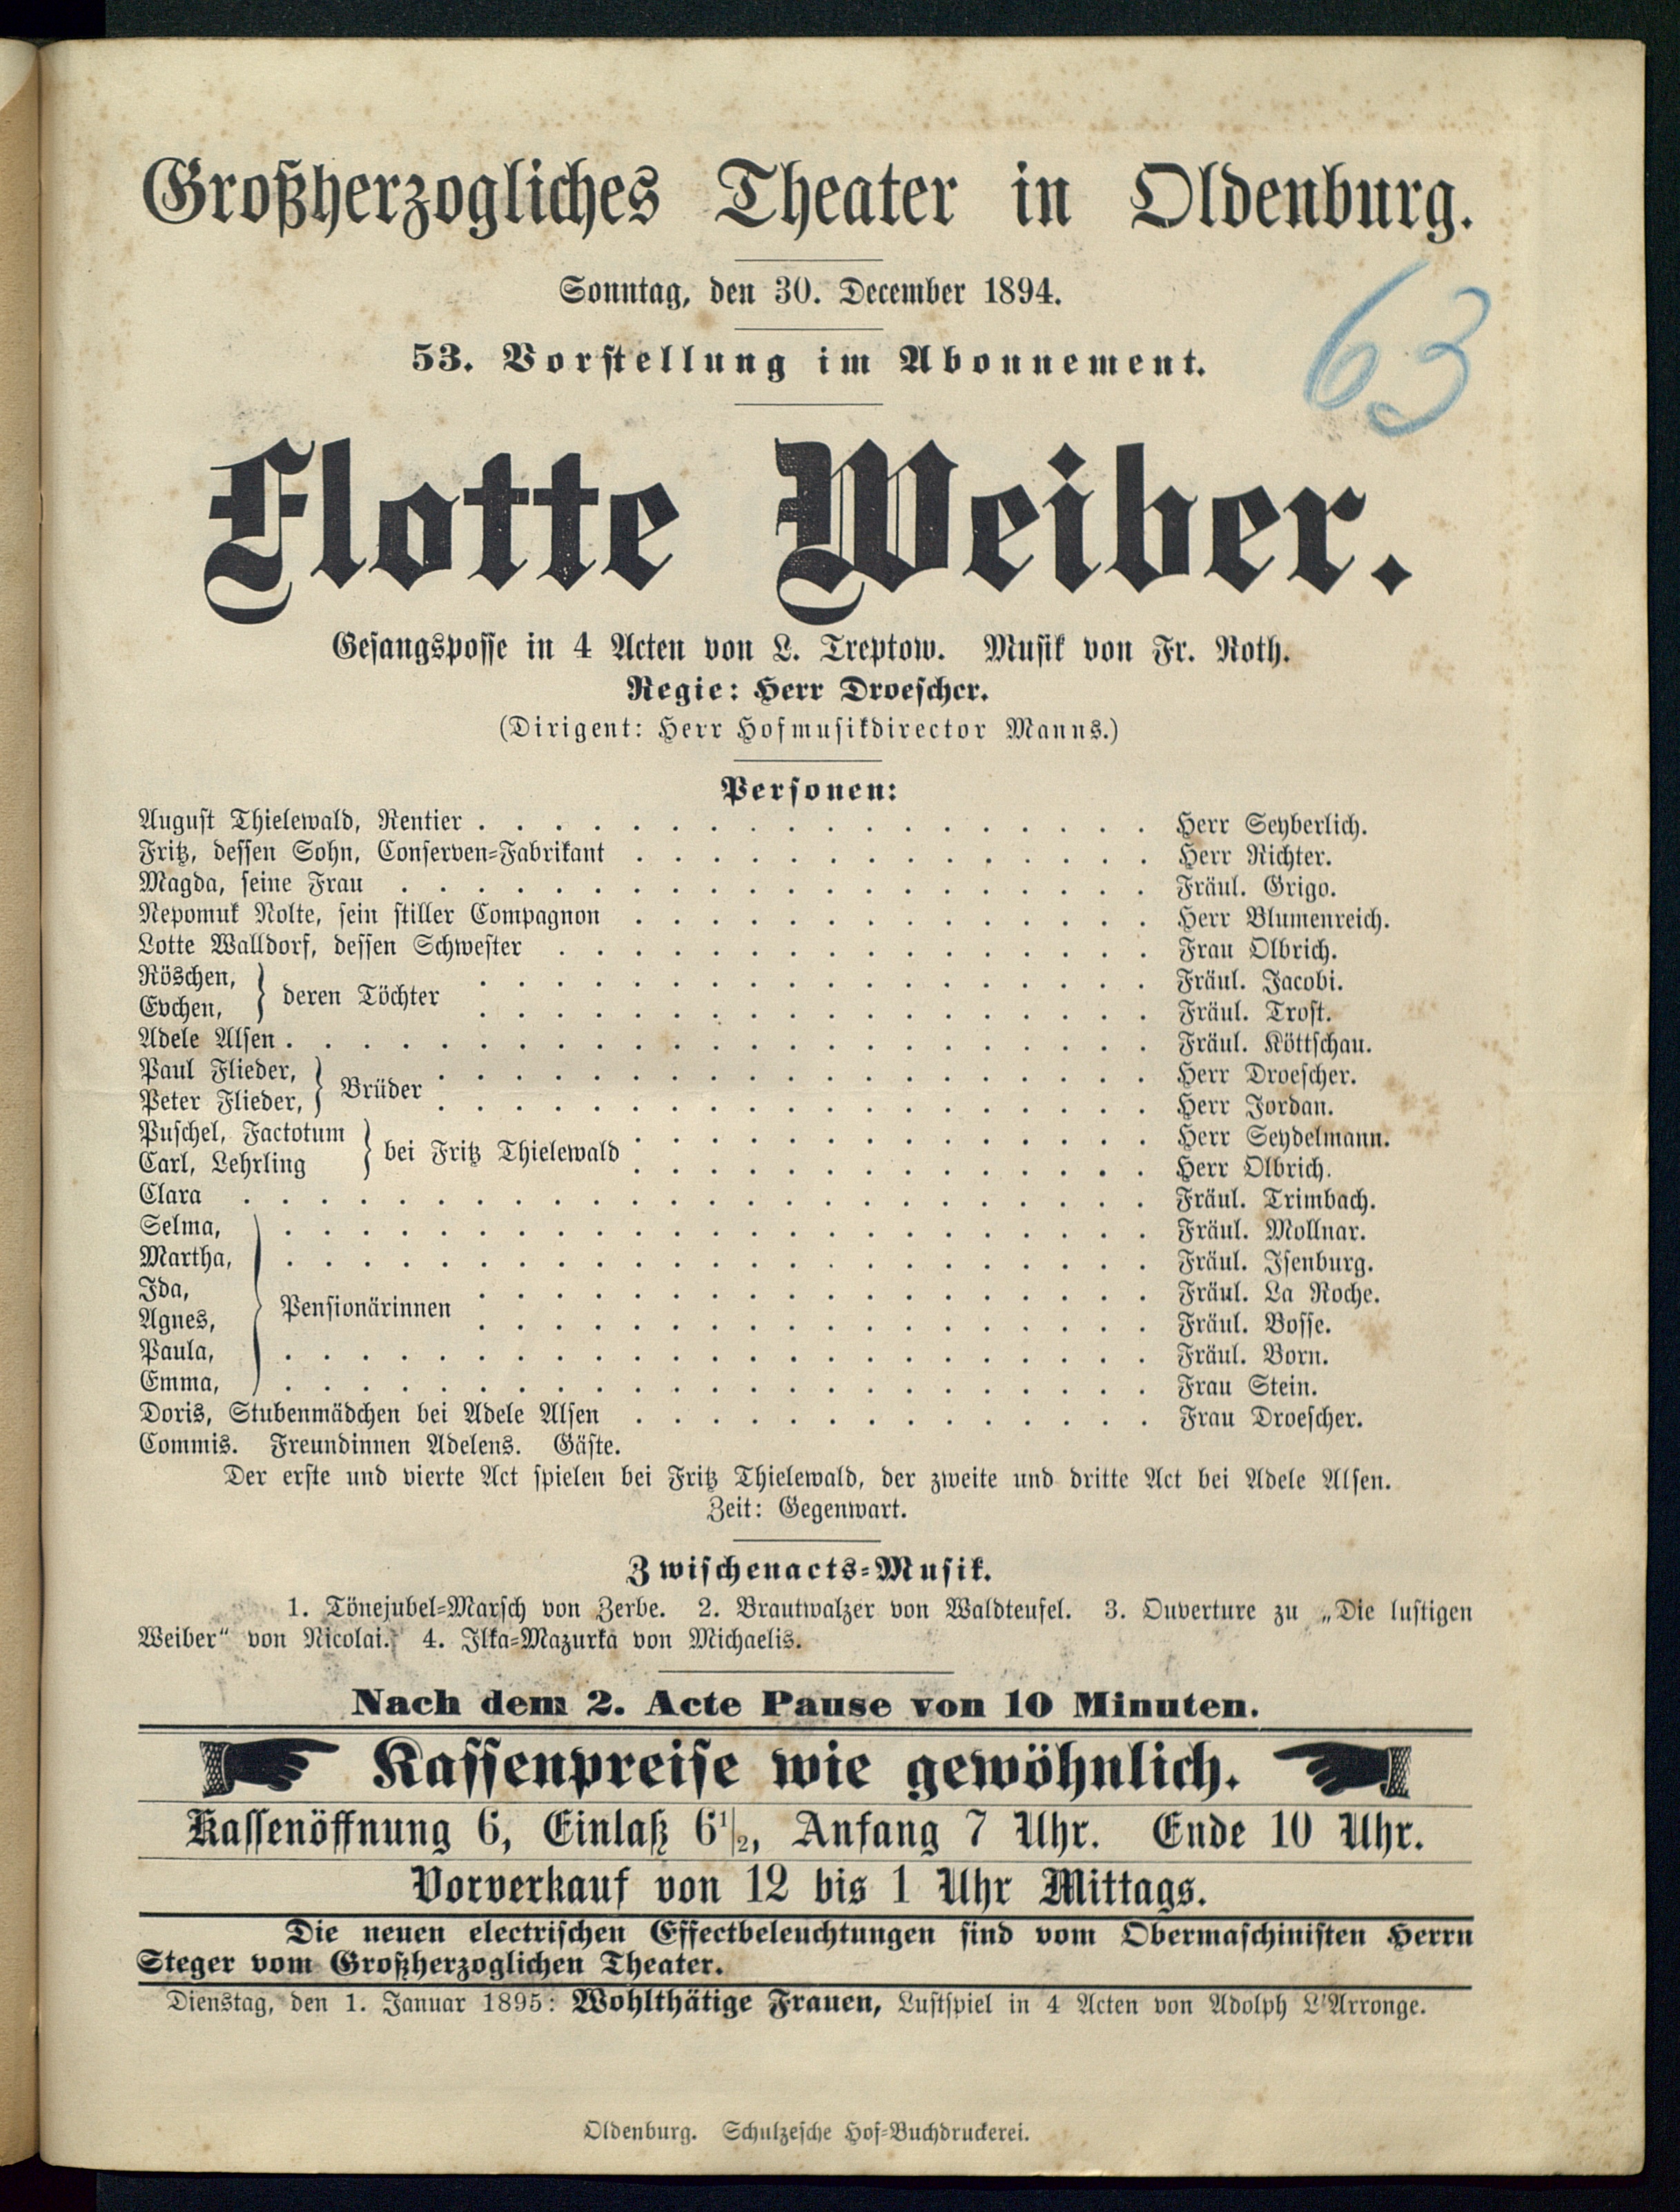 Großherzogliches Theater in Oldenburg.
Sonntag, den 30. December 1894.
63
53. Vorstellung im Abonnement.
Flotte Weiber.
Gesangsposse in 4 Acten von L. Treptow. Musik von Fr. Roth.
Regie: Herr Droescher.
(Dirigent: Herr Hofmusikdirector Manns.)
Personen:
August Thielewald, Rentier . . . . . . . . . . . . . . . . . . Herr Seyberlich.
Fritz, dessen Sohn, Conserven-Fabrikant . . . . . . . . . . . . . . Herr Richter.
Magda, seine Frau . . . . . . . . . . . . . . . . . . . . Fräul. Grigo.
Nepomuk Nolte, sein stiller Compagnon . . . . . . . . . . . . . . Herr Blumenreich.
Lotte Walldorf, dessen Schwester . . . . . . . . . . . . . . . . Frau Olbrich.
Röschen, . . . . . . . . . . . . . . . . . . Fräul. Jacobi.
} deren Töchter
Evchen, . . . . . . . . . . . . . . . . . . Fräul. Trost.
Adele Alsen . . . . . . . . . . . . . . . . . . . . . . . Fräul. Köttschau.
Paul Flieder, . . . . . . . . . . . . . . . . . . . Herr Droescher.
} Brüder
Peter Flieder, . . . . . . . . . . . . . . . . . . . Herr Jordan.
Puschel, Factotum . . . . . . . . . . . . . . Herr Seydelmann.
} bei Fritz Thielewald
Carl, Lehrling . . . . . . . . . . . . . . Herr Olbrich.
Clara . . . . . . . . . . . . . . . . . . . . . . . . Fräul. Trimbach.
Selma, . . . . . . . . . . . . . . . . . . . . . . . Fräul. Mollnar.
Martha, . . . . . . . . . . . . . . . . . . . . . . . Fräul. Isenburg.
Ida, . . . . . . . . . . . . . . . . . . Fräul. La Roche.
} Pensionärinnen
Agnes, . . . . . . . . . . . . . . . . . . Fräul. Bosse.
Paula, . . . . . . . . . . . . . . . . . . . . . . . Fräul. Born.
Emma, . . . . . . . . . . . . . . . . . . . . . . . Frau Stein.
Doris, Stubenmädchen bei Adele Alsen . . . . . . . . . . . . . . Frau Droescher.
Commis. Freundinnen Adelens. Gäste.
Der erste und vierte Act spielen bei Fritz Thielewald, der zweite und dritte Act bei Adele Alsen.
Zeit: Gegenwart.
Zwischenacts-Musik.
1. Tönejubel-Marsch von Zerbe. 2. Brautwalzer von Waldteufel. 3. Ouverture zu „Die lustigen
Weiber“ von Nicolai. 4. Ilka-Mazurka von Michaelis.
Nach dem 2. Acte Pause von 10 Minuten.
Kassenpreise wie gewöhnlich.
Kassenöffnung 6, Einlaß 6 1/2, Anfang 7 Uhr. Ende 10 Uhr.
Vorverkauf von 12 bis 1 Uhr Mittags.
Die neuen electrischen Effectbeleuchtungen sind vom Obermaschinisten Herrn
Steger vom Großherzoglichen Theater.
Dienstag, den 1. Januar 1895: Wohlthätige Frauen, Lustspiel in 4 Acten von Adolph L'Arronge.
Oldenburg. Schulzesche Hof-Buchdruckerei.